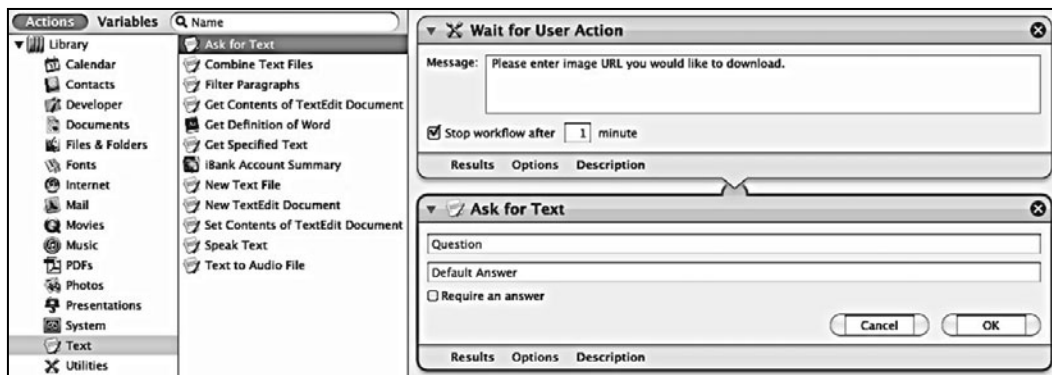 Actions Variables Name
Library
Calendar
Contacts
Developer
Documents
Files & Folders
Fonts
Internet
Mail
Movies
Music
PDFs
Photos
Presentations
System
Text
Utilities
Ask for Text
Combine Text Files
Filter Paragraphs
Get Contents of TextEdit Document
Get Definition of Word
Get Specified Text
iBank Account Summary
New Text File
New TextEdit Document
Set Contents of TextEdit Document
Speak Text
Text to Audio File
Wait for User Action
Message: Please enter image URL you would like to download.
Stop workflow after 1 minute
Results Options Description
Ask for Text
Question
Default Answer
Require an answer
Cancel OK
Results Options Description